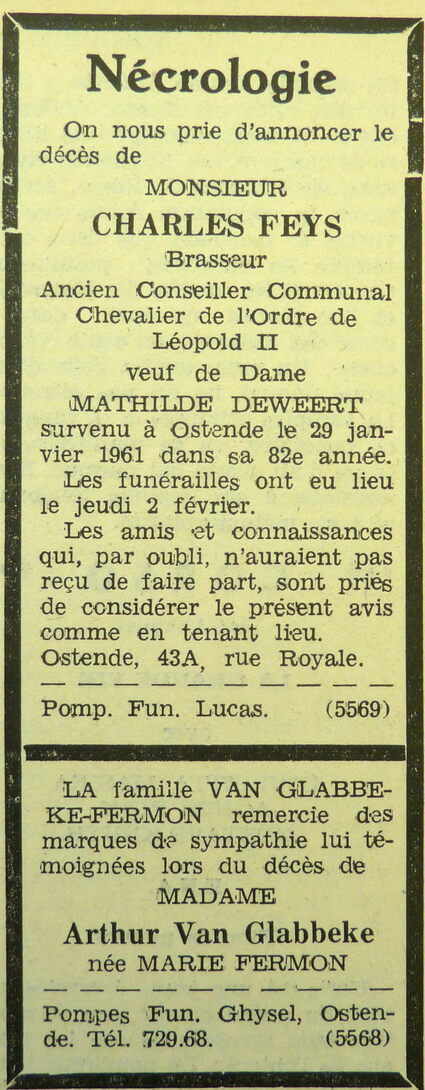 Nécrologie
On nous prie d'annoncer le
décès de
MONSIEUR
CHARLES FEYS
Brasseur
Ancien Conseiller Communal
Chevalier de l'Ordre de
Léopold II
veuf de Dame
MATHILDE DEWEERT
survenu à Ostende le 29 jan-
vier 1961 dans sa 82e année.
Les funérailles ont eu lieu
le jeudi 2 février.
Les amis et connaissances
qui, par oubli, n'auraient pas
reçu de faire part, sont priés
de considérer le présent avis
comme en tenant lieu.
Ostende, 43A, rue Royale.
Pomp. Fun. Lucas. (5569)
LA famille VAN GLABBE-
KE-FERMON remercie des
marques de sympathie lui té-
moignées lors du décès de
MADAME
Arthur Van Glabbeke
née MARIE FERMON
Pompes Fun. Ghysel, Osten-
de. Tél. 729.68. (5568)